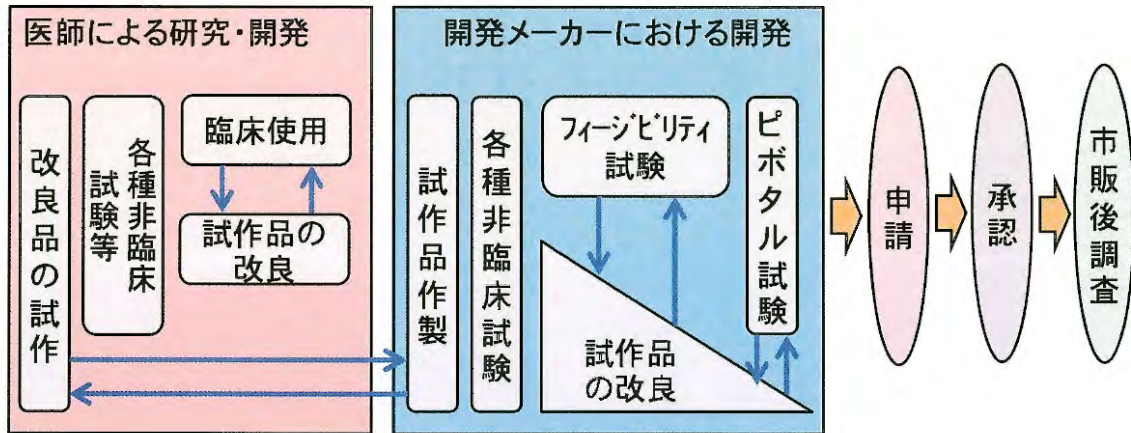 医師による研究・開発
改良品の試作
各種非臨床
試験等
臨床使用
試作品の
改良
開発メーカーにおける開発
試作品作製
各種非臨床試験
フィージビリティ
試験
試作品
の改良
ピボタル試験
申請
承認
市販後調査